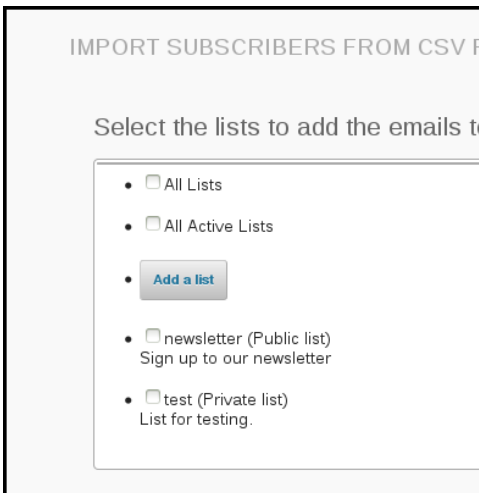 IMPORT SUBSCRIBERS FROM CSV
Select the lists to add the emails
All Lists
All Active Lists
Add a list
newsletter (Public list)
Sign up to our newsletter
test (Private list)
List for testing.